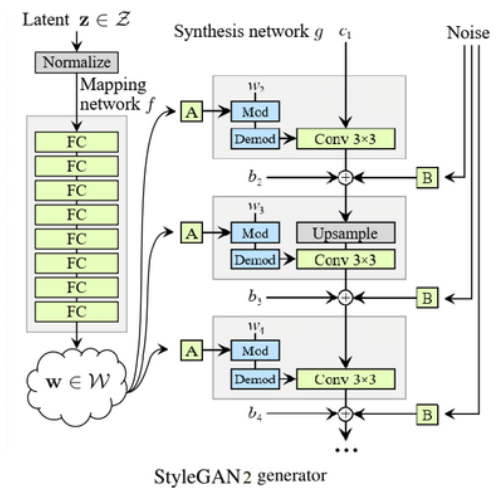 Latent z ∈ Z
Normalize
Mapping
network f
FC
FC
FC
FC
FC
FC
FC
FC
w ∈ W
Synthesis network g
c₁
Noise
A
w₂
Mod
Demod
Conv 3×3
b₂
B
A
w₃
Mod
Upsample
Demod
Conv 3×3
b₃
B
A
w₄
Mod
Demod
Conv 3×3
b₄
B
...
StyleGAN2 generator